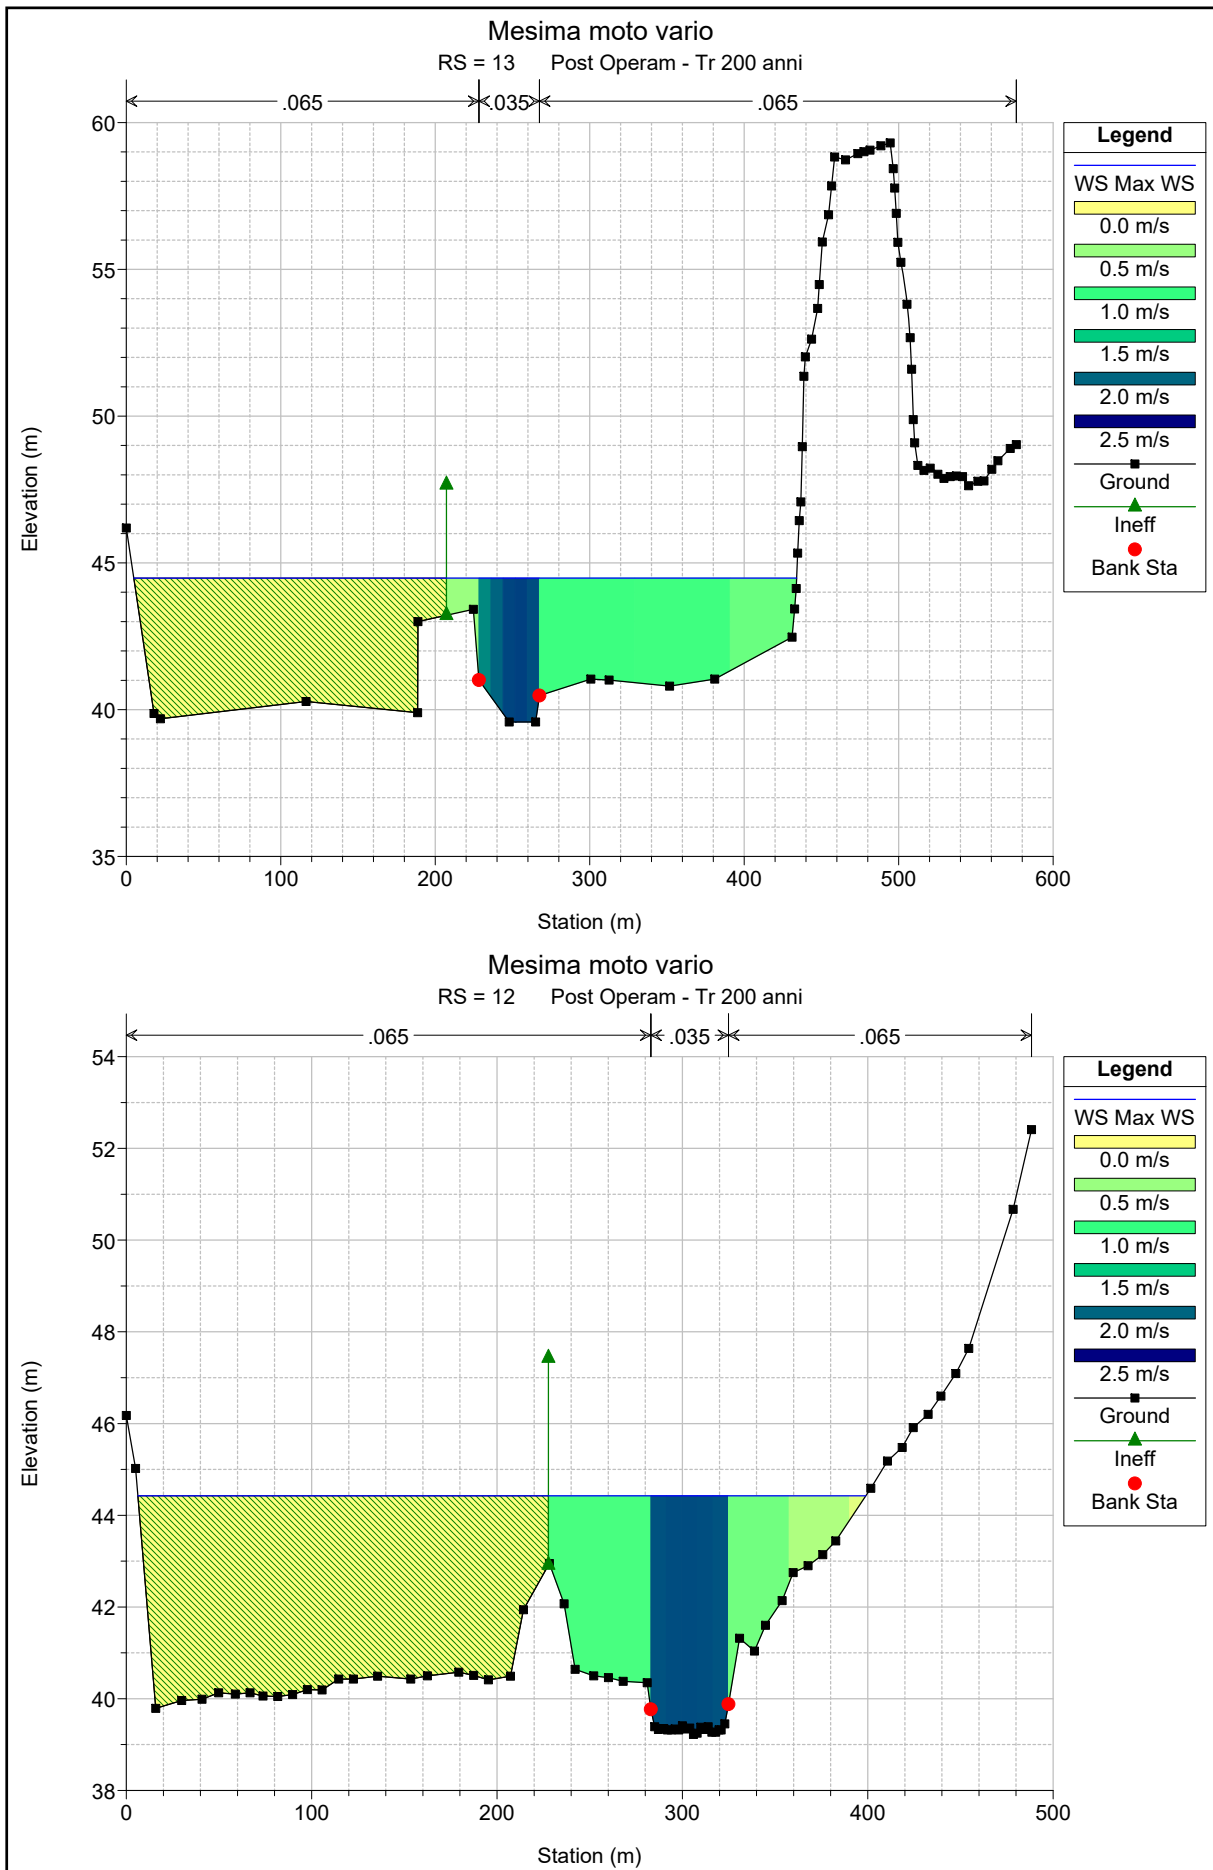 Mesima moto vario
RS = 13 Post Operam - Tr 200 anni
.065 .035 .065
60
55
50
45
40
35
0 100 200 300 400 500 600
Elevation (m)
Station (m)
Legend
WS Max WS
0.0 m/s
0.5 m/s
1.0 m/s
1.5 m/s
2.0 m/s
2.5 m/s
Ground
Ineff
Bank Sta
Mesima moto vario
RS = 12 Post Operam - Tr 200 anni
.065 .035 .065
54
52
50
48
46
44
42
40
38
0 100 200 300 400 500
Elevation (m)
Station (m)
Legend
WS Max WS
0.0 m/s
0.5 m/s
1.0 m/s
1.5 m/s
2.0 m/s
2.5 m/s
Ground
Ineff
Bank Sta